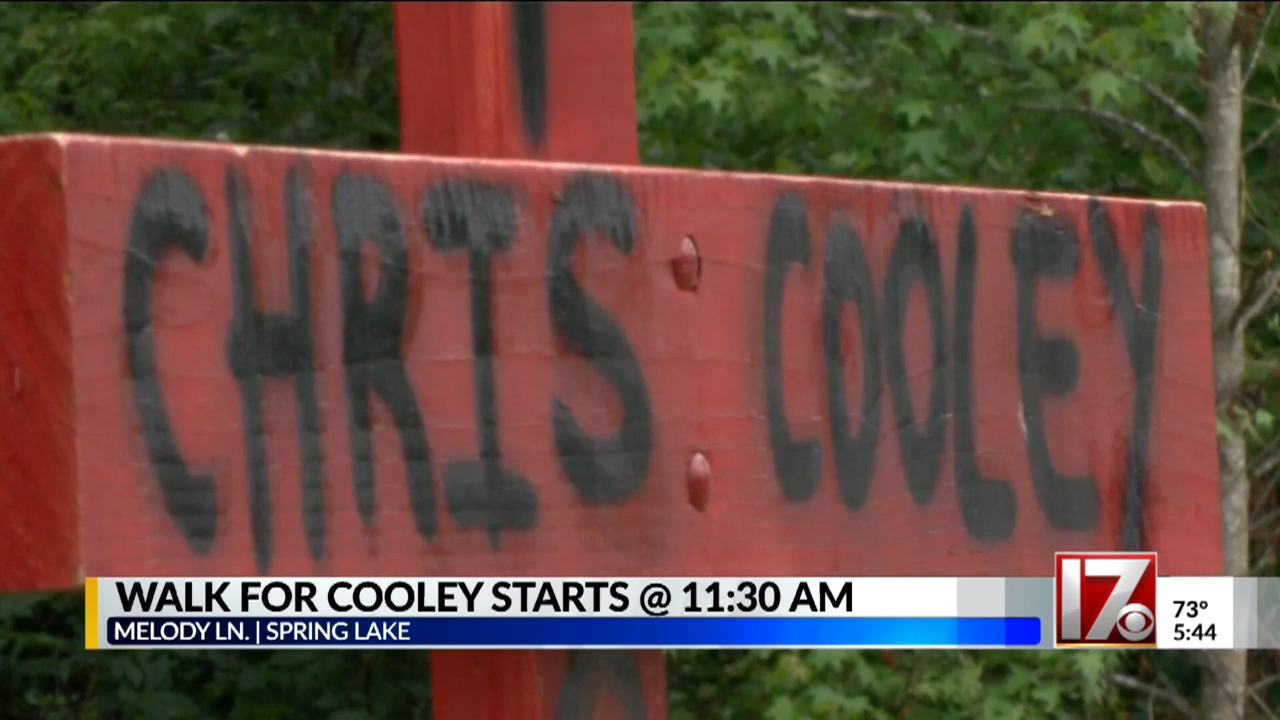 CHRIS COOLEY
WALK FOR COOLEY STARTS @ 11:30 AM
MELODY LN. | SPRING LAKE
17
73°
5:44